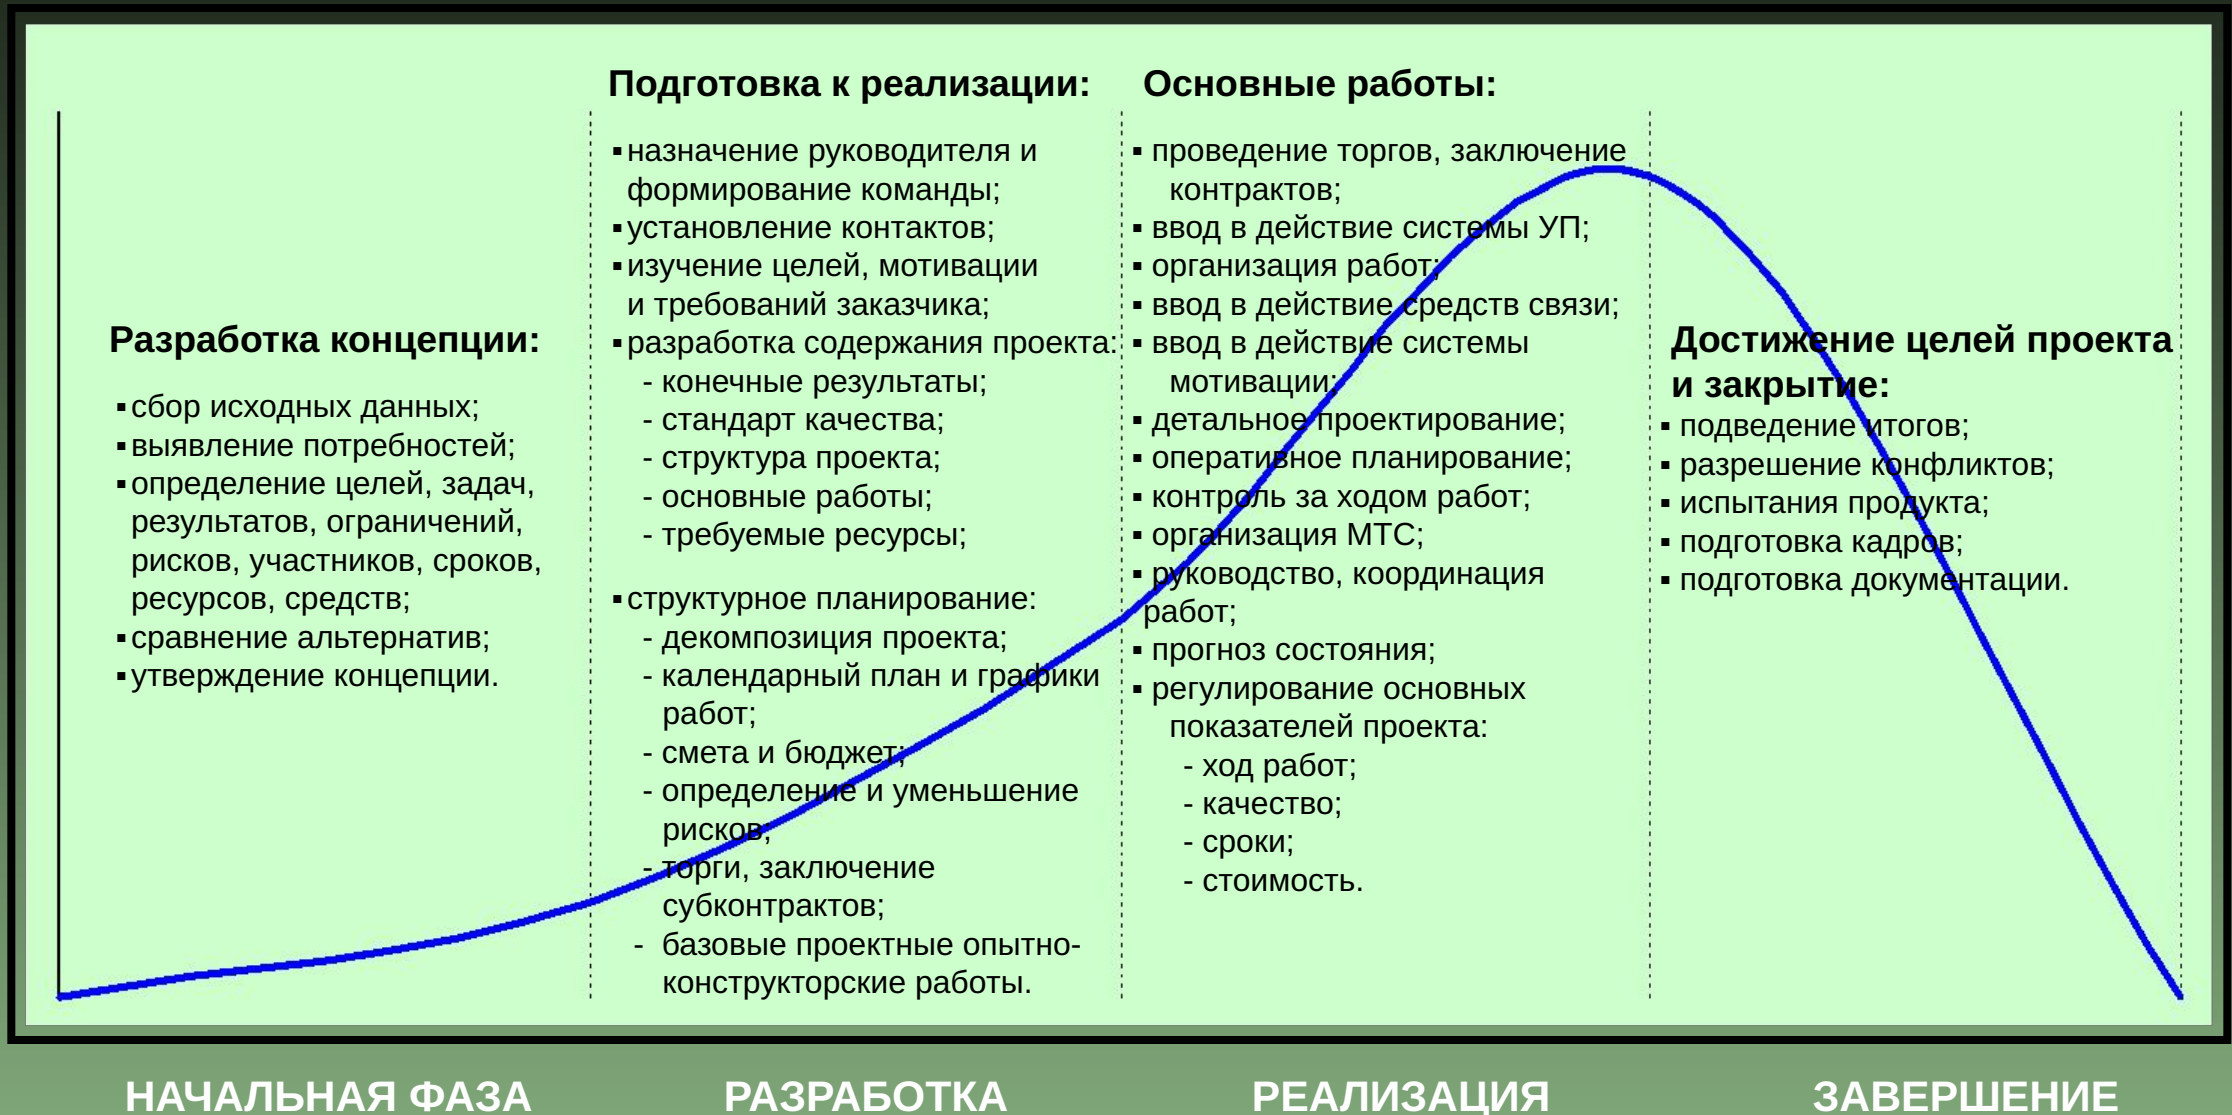 Разработка концепции:
▪сбор исходных данных;
▪выявление потребностей;
▪определение целей, задач,
результатов, ограничений,
рисков, участников, сроков,
ресурсов, средств;
▪сравнение альтернатив;
▪утверждение концепции.
Подготовка к реализации:
▪назначение руководителя и
формирование команды;
▪установление контактов;
▪изучение целей, мотивации
и требований заказчика;
▪разработка содержания проекта:
- конечные результаты;
- стандарт качества;
- структура проекта;
- основные работы;
- требуемые ресурсы;
▪структурное планирование:
- декомпозиция проекта;
- календарный план и графики
работ;
- смета и бюджет;
- определение и уменьшение
рисков;
- торги, заключение
субконтрактов;
- базовые проектные опытно-
конструкторские работы.
Основные работы:
▪ проведение торгов, заключение
контрактов;
▪ ввод в действие системы УП;
▪ организация работ;
▪ ввод в действие средств связи;
▪ ввод в действие системы
мотивации;
▪ детальное проектирование;
▪ оперативное планирование;
▪ контроль за ходом работ;
▪ организация МТС;
▪ руководство, координация
работ;
▪ прогноз состояния;
▪ регулирование основных
показателей проекта:
- ход работ;
- качество;
- сроки;
- стоимость.
Достижение целей проекта
и закрытие:
▪ подведение итогов;
▪ разрешение конфликтов;
▪ испытания продукта;
▪ подготовка кадров;
▪ подготовка документации.
НАЧАЛЬНАЯ ФАЗА
РАЗРАБОТКА
РЕАЛИЗАЦИЯ
ЗАВЕРШЕНИЕ